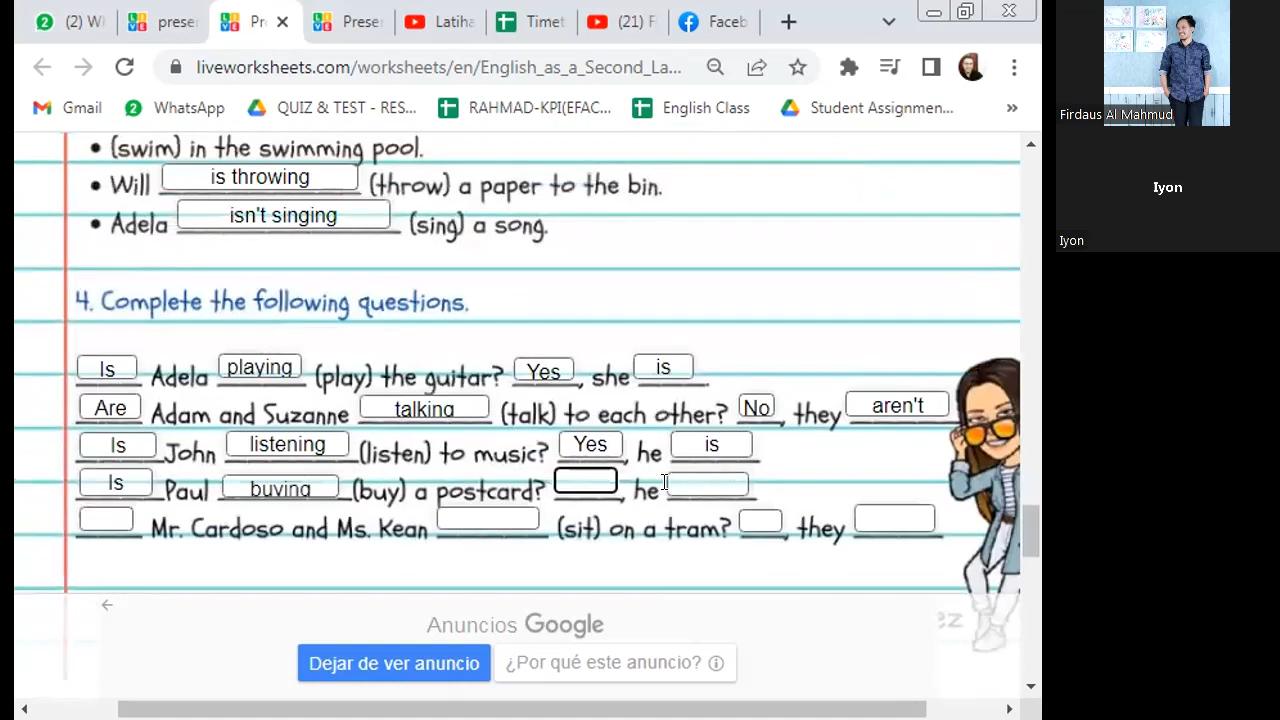 (2) W
prese
Pr
Prese
Latiha
Timet
(21) F
Faceb
liveworksheets.com/worksheets/en/English_as_a_Second_La...
Gmail
WhatsApp
QUIZ & TEST - RES...
RAHMAD-KPI(EFAC...
English Class
Student Assignmen...
»
• (swim) in the swimming pool.
• Will is throwing (throw) a paper to the bin.
• Adela isn't singing (sing) a song.
4. Complete the following questions.
Is Adela playing (play) the guitar? Yes, she is.
Are Adam and Suzanne talking (talk) to each other? No, they aren't
Is John listening (listen) to music? Yes, he is
Is Paul buying (buy) a postcard? , he
Mr. Cardoso and Ms. Kean (sit) on a tram? , they
Anuncios Google
Dejar de ver anuncio
¿Por qué este anuncio?
Firdaus Al Mahmud
Iyon
Iyon